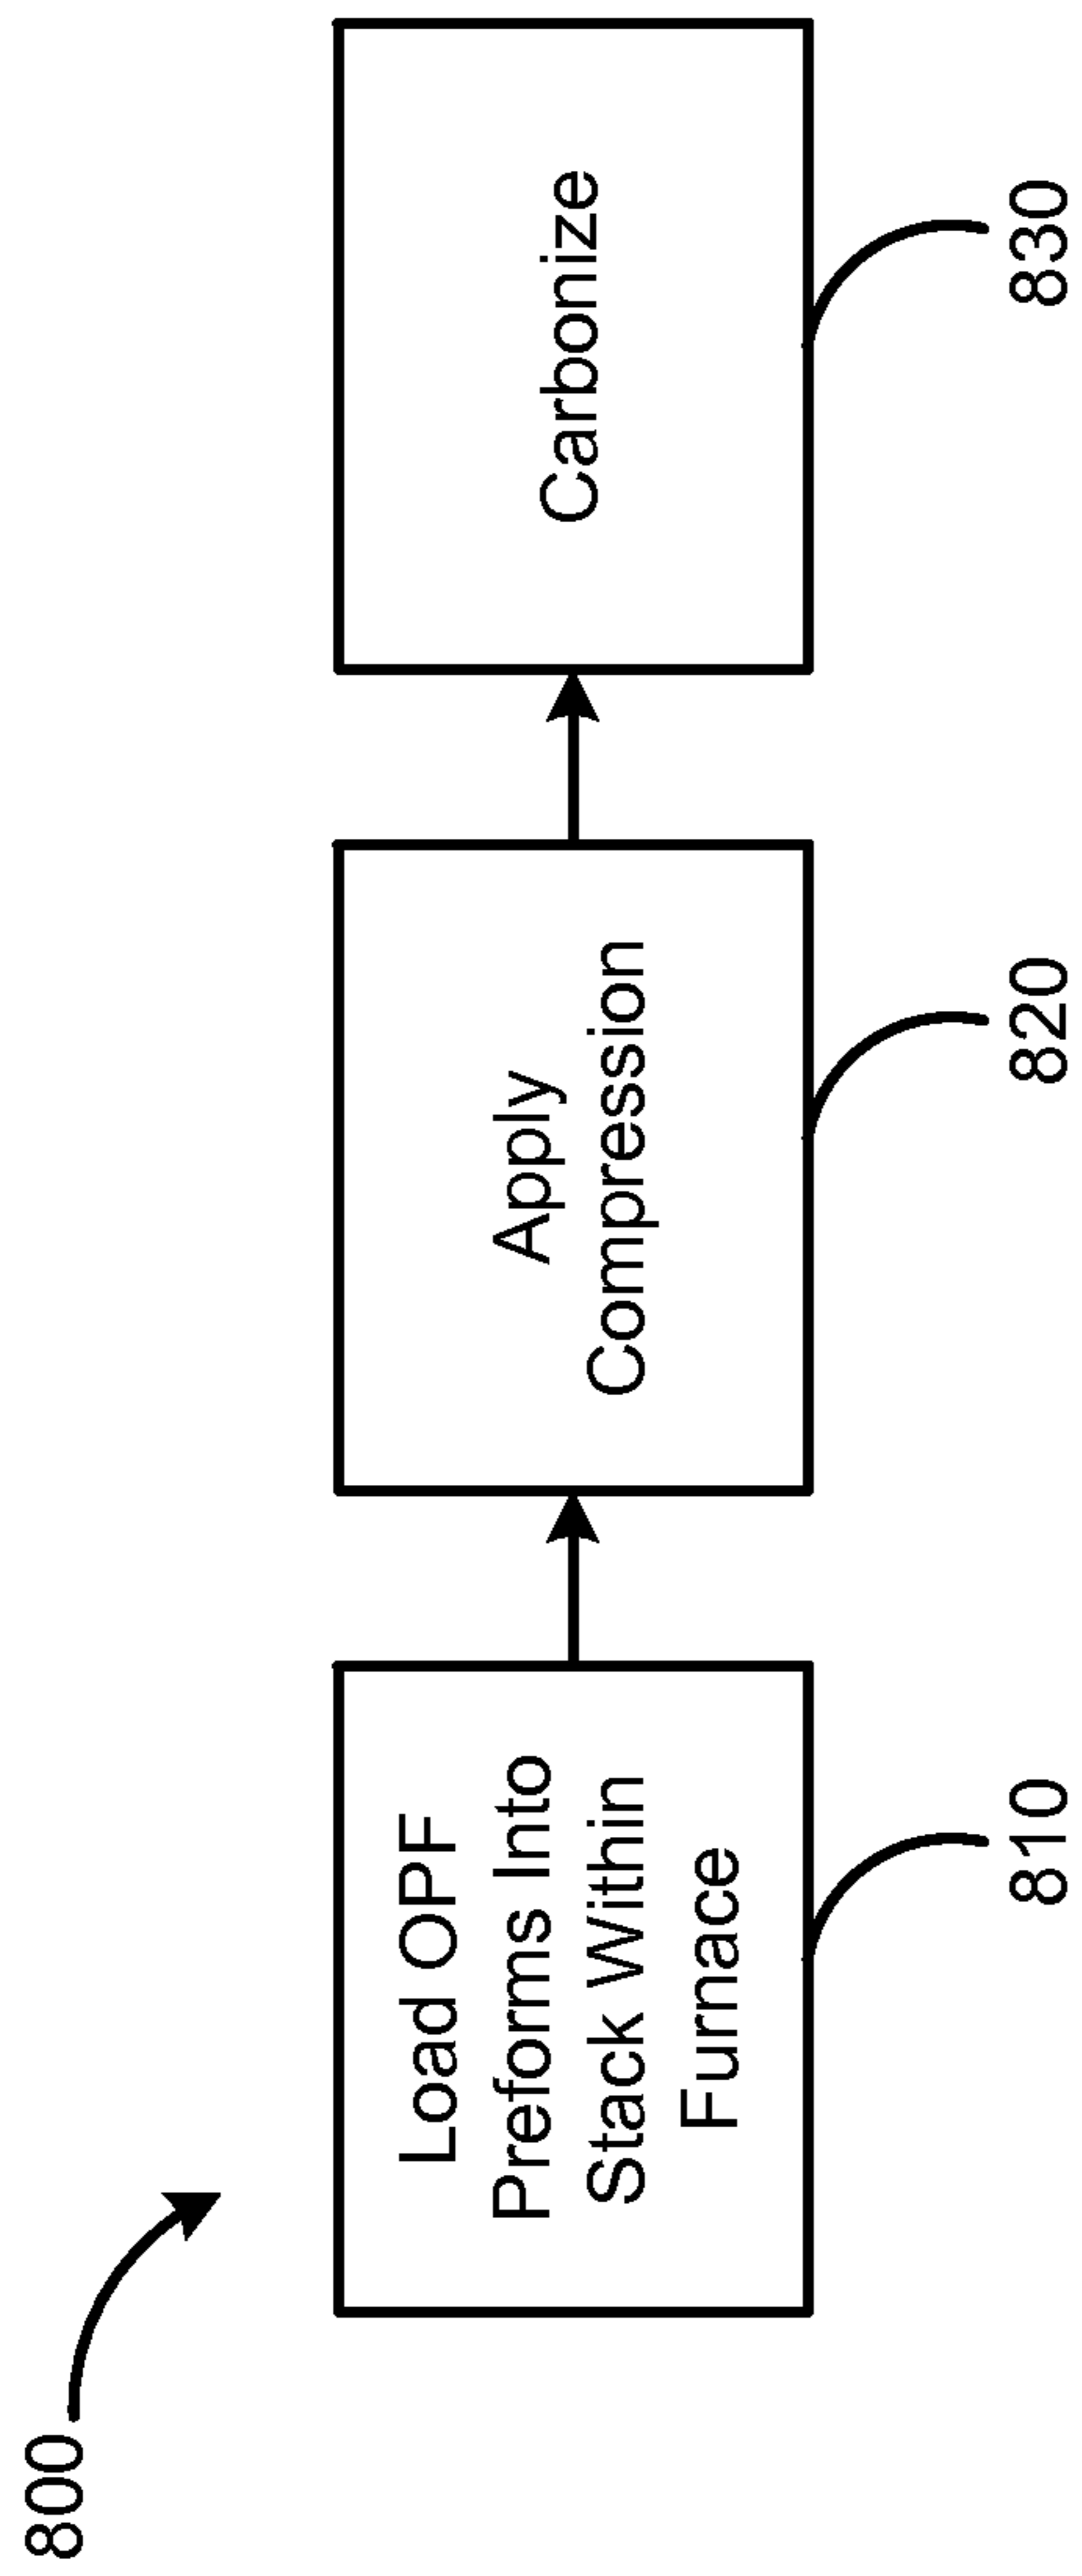 800
Load OPF
Preforms Into
Stack Within
Furnace
810
Apply
Compression
820
Carbonize
830